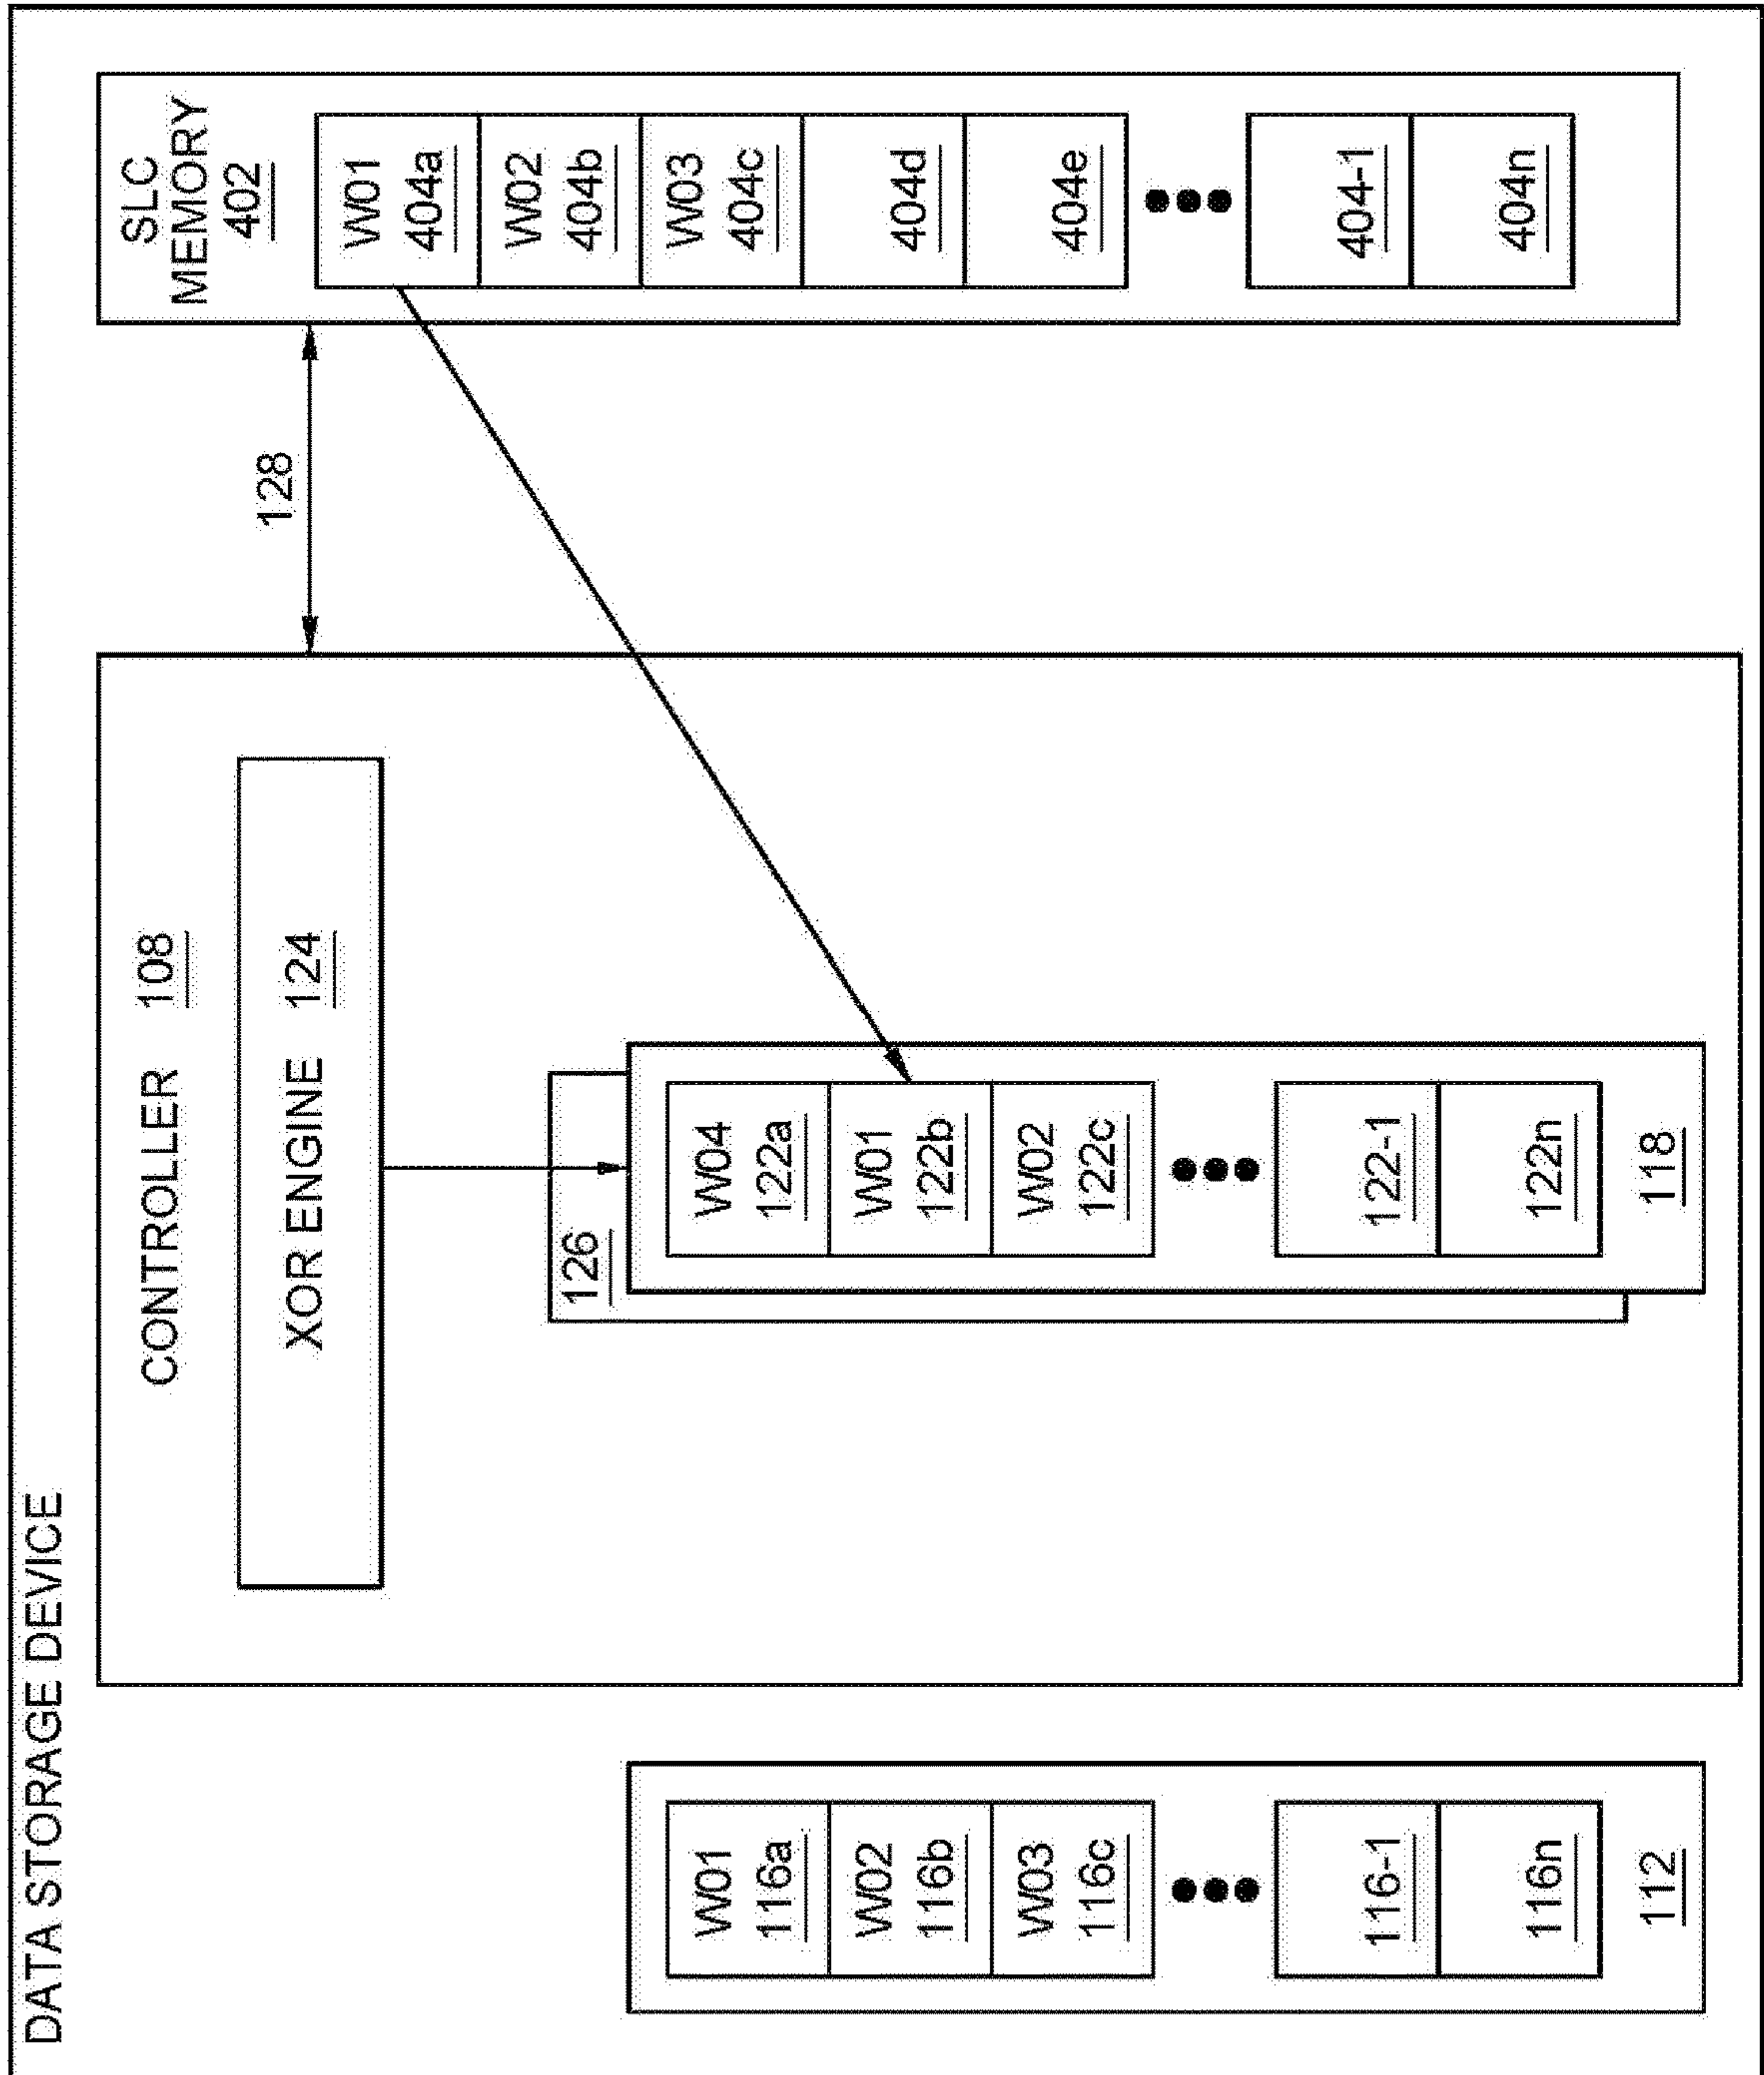 DATA STORAGE DEVICE
W01
116a
W02
116b
W03
116c
116-1
116n
112
CONTROLLER 108
XOR ENGINE 124
126
W04
122a
W01
122b
W02
122c
122-1
122n
118
128
SLC
MEMORY
402
W01
404a
W02
404b
W03
404c
404d
404e
404-1
404n